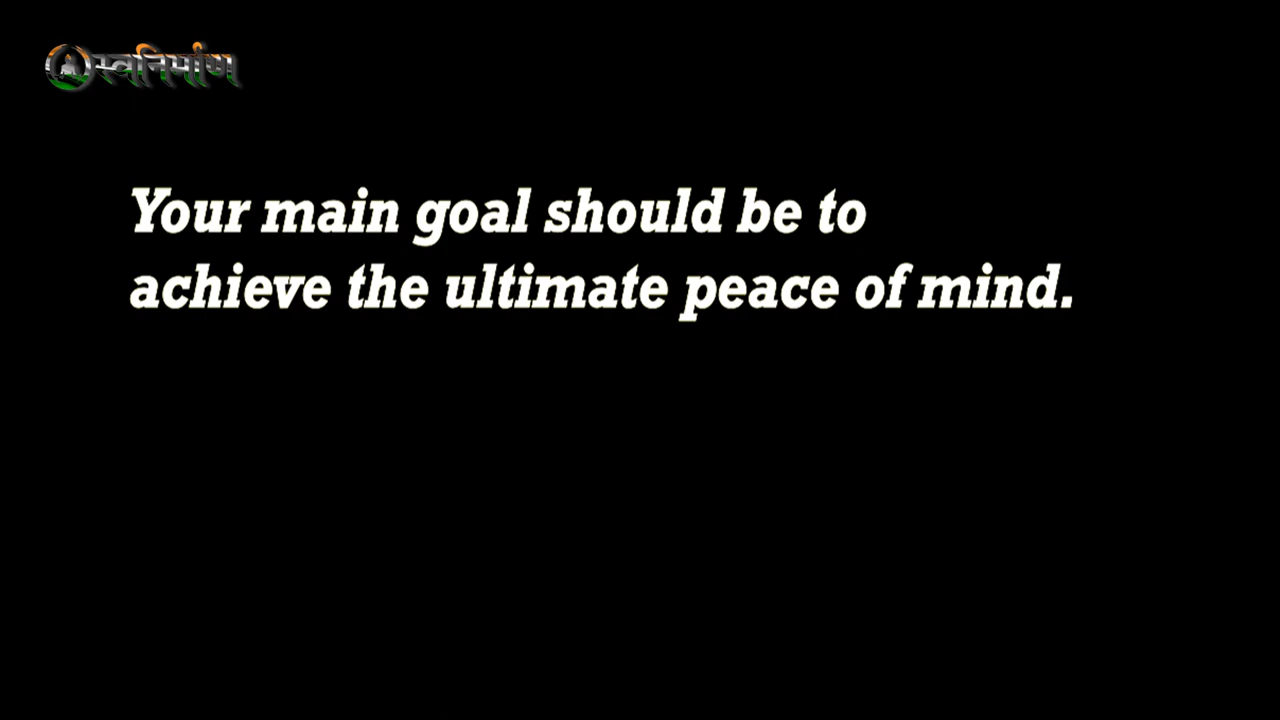 स्वनिर्माण
Your main goal should be to
achieve the ultimate peace of mind.